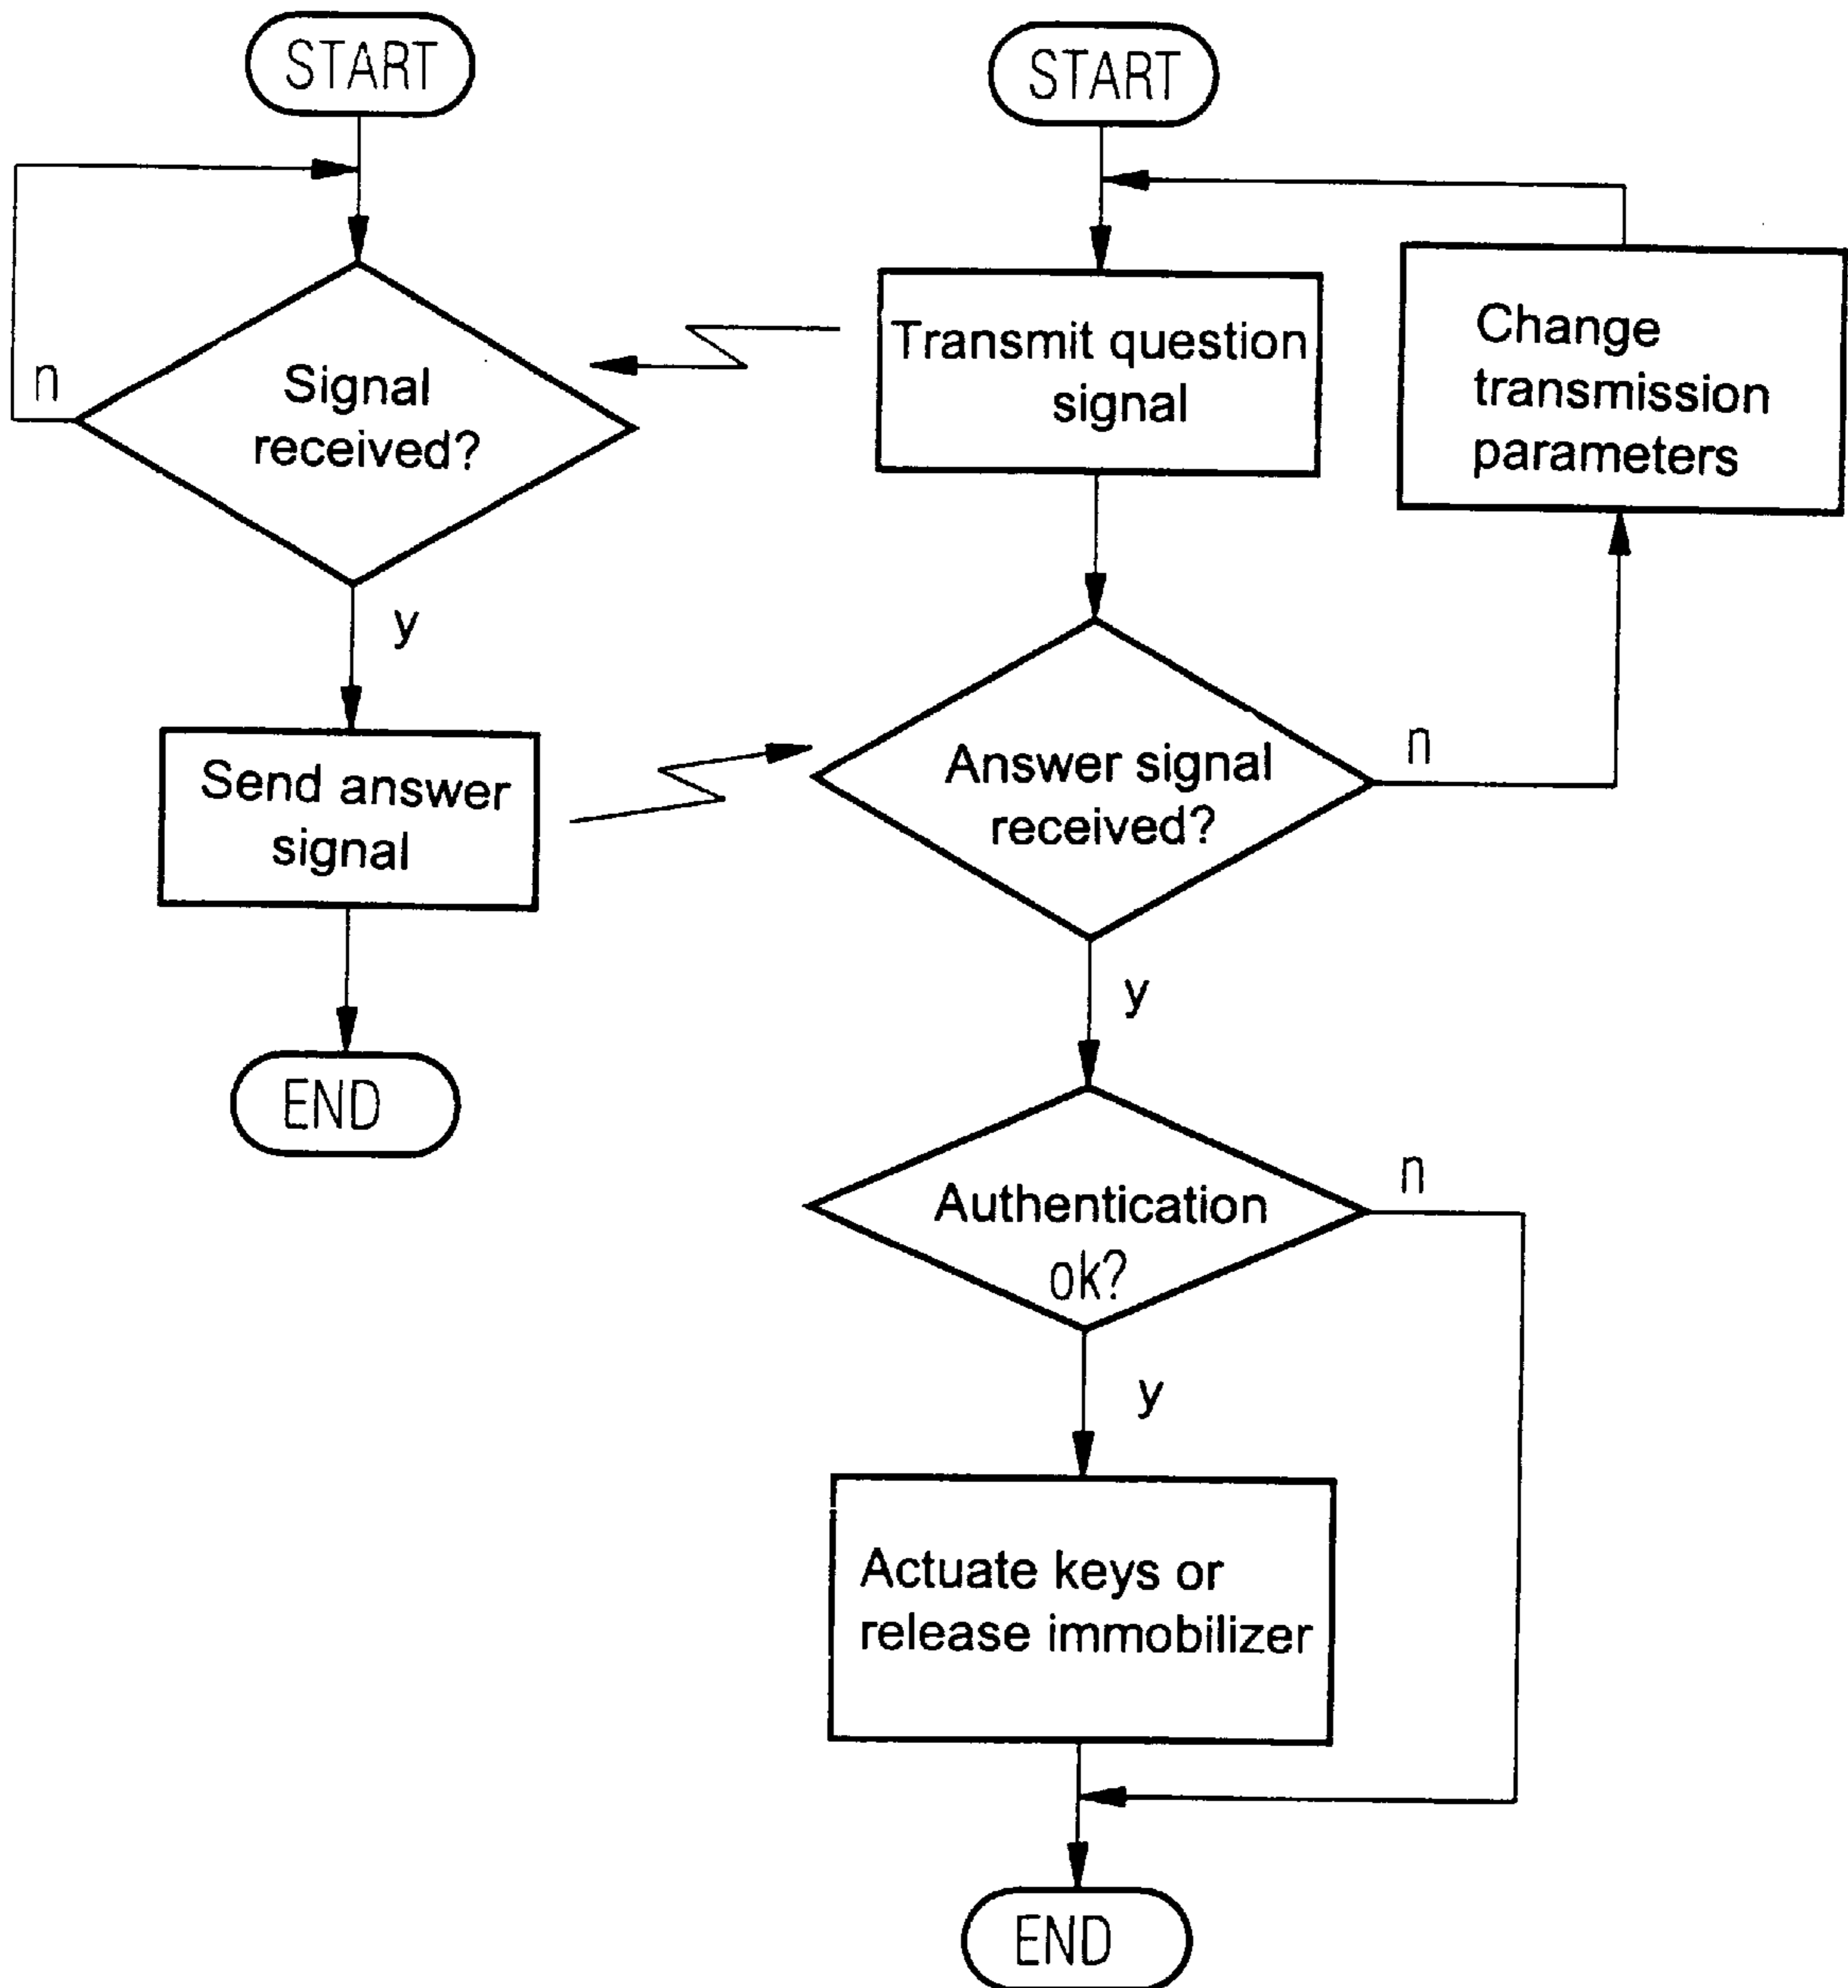 START
n
Signal
received?
y
Send answer
signal
END
START
Transmit question
signal
Change
transmission
parameters
Answer signal
received?
n
y
Authentication
ok?
n
y
Actuate keys or
release immobilizer
END